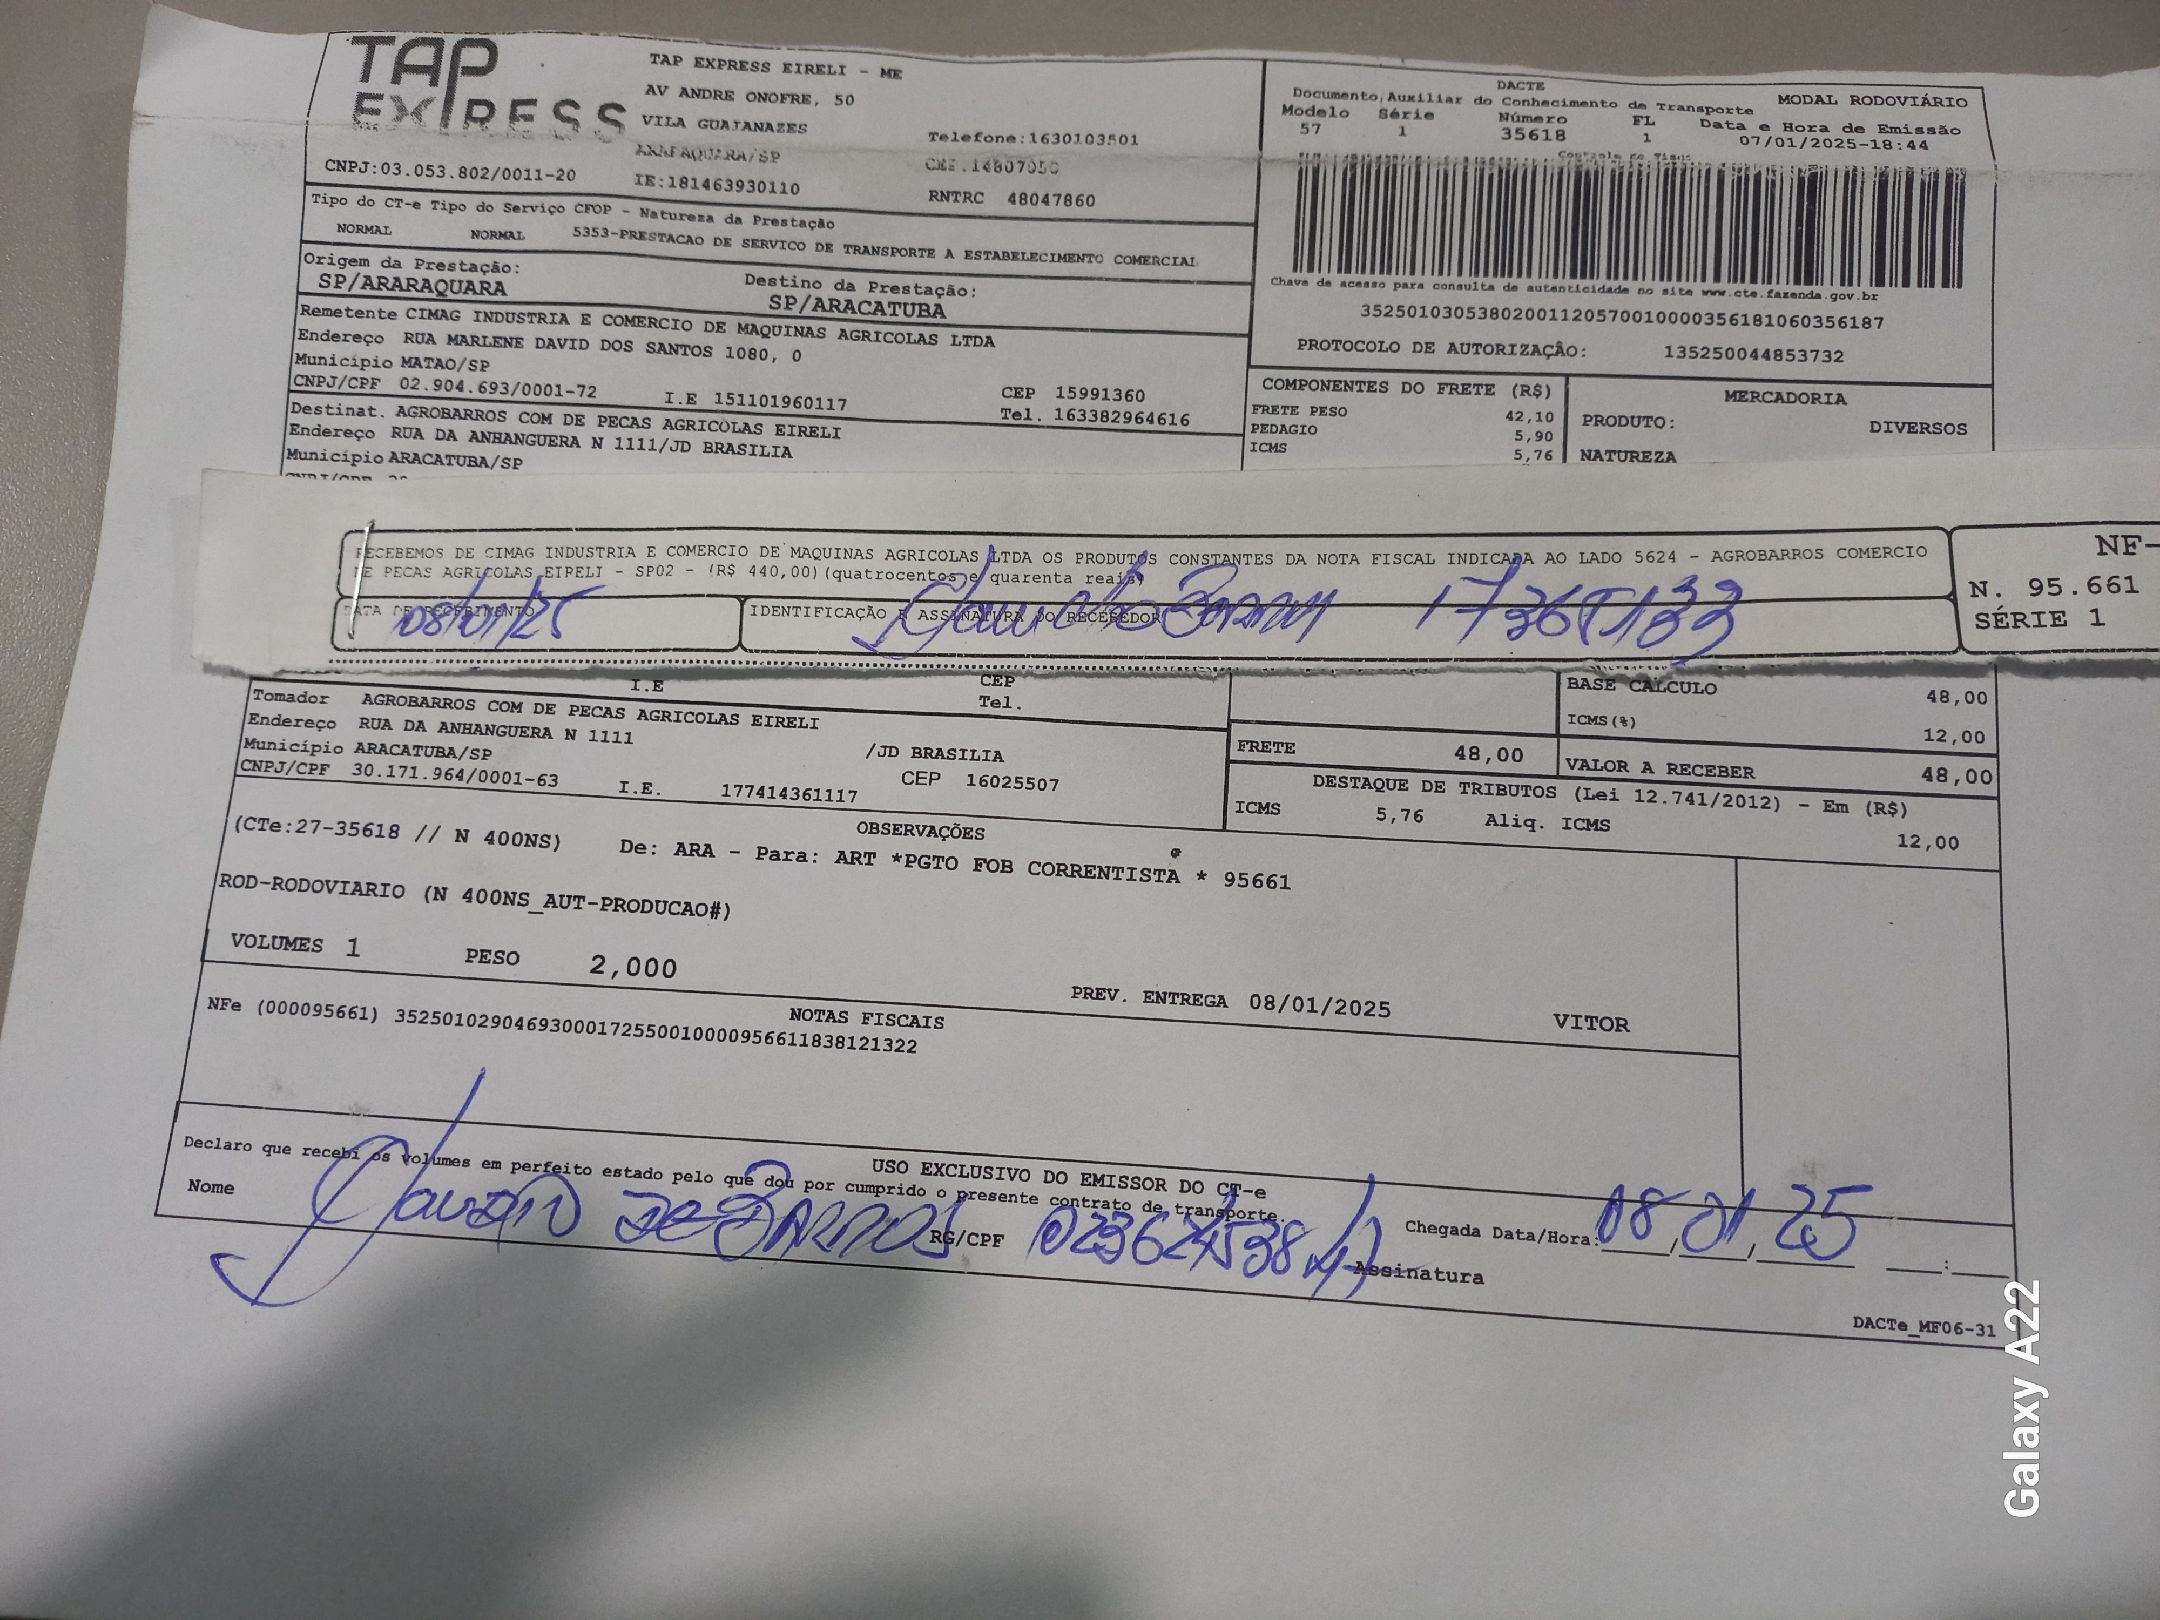 TAP
EXPRESS
TAP EXPRESS EIRELI - ME
AV ANDRE ONOFRE, 50
VILA GUAIANAZES
Telefone:1630103501
ARARAQUARA/SP
CNPJ:03.053.802/0011-20
IE:181463930110
RNTRC 48047860
DACTE
Documento Auxiliar do Conhecimento de Transporte
MODAL RODOVIÁRIO
Modelo Série Número FL Data e Hora de Emissão
57 1 35618 1 07/01/2025-18:44
Tipo do CT-e Tipo do Serviço CFOP - Natureza da Prestação
NORMAL NORMAL 5353-PRESTACAO DE SERVICO DE TRANSPORTE A ESTABELECIMENTO COMERCIAL
Origem da Prestação:
SP/ARARAQUARA
Destino da Prestação:
SP/ARACATUBA
Chave de acesso para consulta de autenticidade no site www.cte.fazenda.gov.br
35250103053802001120570010000356181060356187
PROTOCOLO DE AUTORIZAÇÂO: 135250044853732
Remetente CIMAG INDUSTRIA E COMERCIO DE MAQUINAS AGRICOLAS LTDA
Endereço RUA MARLENE DAVID DOS SANTOS 1080, 0
Município MATAO/SP
CEP 15991360
CNPJ/CPF 02.904.693/0001-72 I.E 151101960117 Tel. 163382964616
Destinat. AGROBARROS COM DE PECAS AGRICOLAS EIRELI
Endereço RUA DA ANHANGUERA N 1111/JD BRASILIA
Município ARACATUBA/SP
COMPONENTES DO FRETE (R$)
FRETE PESO 42,10
PEDAGIO 5,90
ICMS 5,76
MERCADORIA
PRODUTO: DIVERSOS
NATUREZA
RECEBEMOS DE CIMAG INDUSTRIA E COMERCIO DE MAQUINAS AGRICOLAS LTDA OS PRODUTOS CONSTANTES DA NOTA FISCAL INDICADA AO LADO 5624 - AGROBARROS COMERCIO
DE PECAS AGRICOLAS EIRELI - SP02 - (R$ 440,00)(quatrocentos e quarenta reais)
DATA DE RECEBIMENTO
08/01/25
IDENTIFICAÇÃO E ASSINATURA DO RECEBEDOR
NF-
N. 95.661
SÉRIE 1
I.E CEP
Tel.
Tomador AGROBARROS COM DE PECAS AGRICOLAS EIRELI
Endereço RUA DA ANHANGUERA N 1111 /JD BRASILIA
Município ARACATUBA/SP CEP 16025507
CNPJ/CPF 30.171.964/0001-63 I.E. 177414361117
BASE CALCULO 48,00
ICMS(%) 12,00
FRETE 48,00
VALOR A RECEBER 48,00
DESTAQUE DE TRIBUTOS (Lei 12.741/2012) - Em (R$)
ICMS 5,76 Aliq. ICMS 12,00
OBSERVAÇÕES
(CTe:27-35618 // N 400NS) De: ARA - Para: ART *PGTO FOB CORRENTISTA * 95661
ROD-RODOVIARIO (N 400NS_AUT-PRODUCAO#)
VOLUMES 1 PESO 2,000
PREV. ENTREGA 08/01/2025 VITOR
NOTAS FISCAIS
NFe (000095661) 35250102904693000172550010000956611838121322
USO EXCLUSIVO DO EMISSOR DO CT-e
Declaro que recebi os volumes em perfeito estado pelo que dou por cumprido o presente contrato de transporte.
Nome
RG/CPF
Chegada Data/Hora: 08/01/25 :
Assinatura
DACTe_MF06-31
Galaxy A22